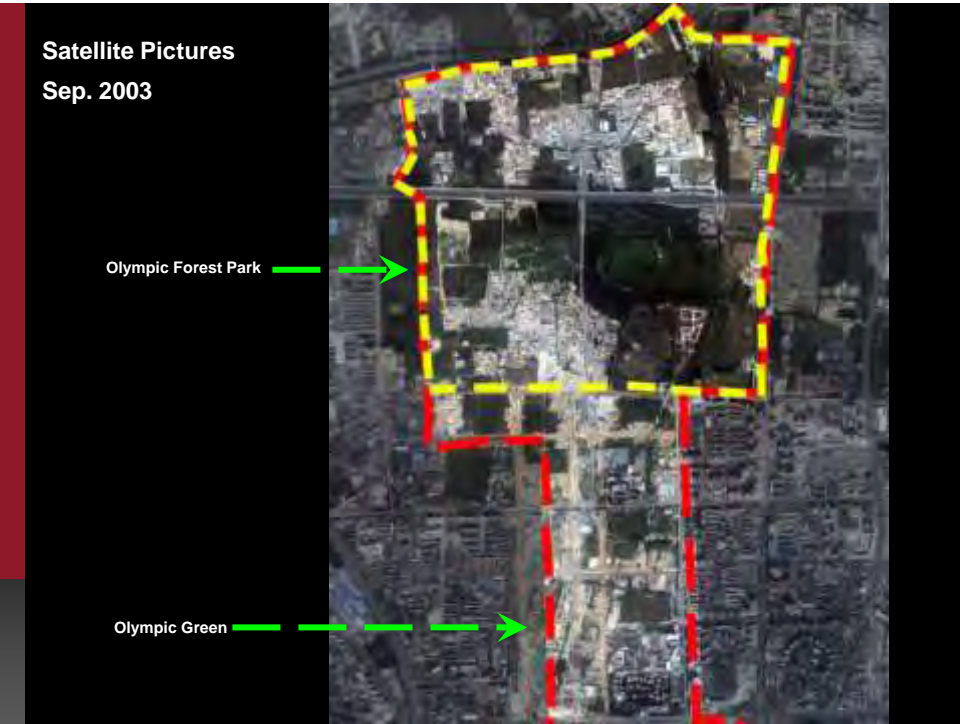 Satellite Pictures
Sep. 2003
Olympic Forest Park
Olympic Green